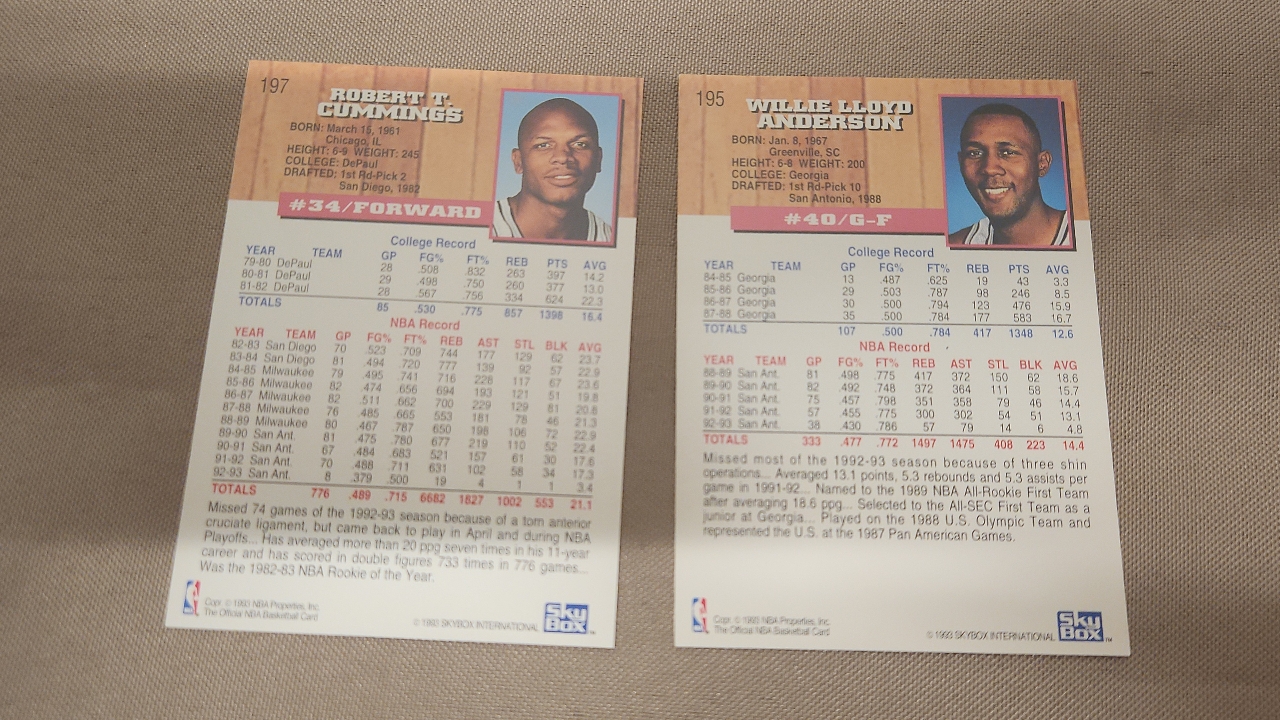 197
ROBERT T.
CUMMINGS
BORN: March 15, 1961
Chicago, IL
HEIGHT: 6-9 WEIGHT: 245
COLLEGE: DePaul
DRAFTED: 1st Rd-Pick 2
San Diego, 1982
#34/FORWARD
College Record
YEAR TEAM GP FG% FT% REB PTS AVG
79-80 DePaul 28 .508 .832 263 397 14.2
80-81 DePaul 29 .498 .750 260 377 13.0
81-82 DePaul 28 .567 .756 334 624 22.3
TOTALS 85 .530 .775 857 1398 16.4
NBA Record
YEAR TEAM GP FG% FT% REB AST STL BLK AVG
82-83 San Diego 70 .523 .709 744 177 129 62 23.7
83-84 San Diego 81 .494 .720 777 139 92 57 22.9
84-85 Milwaukee 79 .495 .741 716 228 117 67 23.6
85-86 Milwaukee 82 .474 .656 694 193 121 51 19.8
86-87 Milwaukee 82 .511 .662 700 229 129 81 20.8
87-88 Milwaukee 76 .485 .665 553 181 78 46 21.3
88-89 Milwaukee 80 .467 .787 650 198 106 72 22.9
89-90 San Ant. 81 .475 .780 677 219 110 52 22.4
90-91 San Ant. 67 .484 .683 521 157 61 30 17.6
91-92 San Ant. 70 .488 .711 631 102 58 34 17.3
92-93 San Ant. 8 .379 .500 19 4 1 1 3.4
TOTALS 776 .489 .715 6682 1827 1002 553 21.1
Missed 74 games of the 1992-93 season because of a torn anterior
cruciate ligament, but came back to play in April and during NBA
Playoffs... Has averaged more than 20 ppg seven times in his 11-year
career and has scored in double figures 733 times in 776 games...
Was the 1982-83 NBA Rookie of the Year.
Copr. © 1993 NBA Properties, Inc.
The Official NBA Basketball Card
© 1993 SKYBOX INTERNATIONAL
SkyBox™
195
WILLIE LLOYD
ANDERSON
BORN: Jan. 8, 1967
Greenville, SC
HEIGHT: 6-8 WEIGHT: 200
COLLEGE: Georgia
DRAFTED: 1st Rd-Pick 10
San Antonio, 1988
#40/G-F
College Record
YEAR TEAM GP FG% FT% REB PTS AVG
84-85 Georgia 13 .487 .625 19 43 3.3
85-86 Georgia 29 .503 .787 98 246 8.5
86-87 Georgia 30 .500 .794 123 476 15.9
87-88 Georgia 35 .500 .784 177 583 16.7
TOTALS 107 .500 .784 417 1348 12.6
NBA Record
YEAR TEAM GP FG% FT% REB AST STL BLK AVG
88-89 San Ant. 81 .498 .775 417 372 150 62 18.6
89-90 San Ant. 82 .492 .748 372 364 111 58 15.7
90-91 San Ant. 75 .457 .798 351 358 79 46 14.4
91-92 San Ant. 57 .455 .775 300 302 54 51 13.1
92-93 San Ant. 38 .430 .786 57 79 14 6 4.8
TOTALS 333 .477 .772 1497 1475 408 223 14.4
Missed most of the 1992-93 season because of three shin
operations... Averaged 13.1 points, 5.3 rebounds and 5.3 assists per
game in 1991-92... Named to the 1989 NBA All-Rookie First Team
after averaging 18.6 ppg... Selected to the All-SEC First Team as a
junior at Georgia... Played on the 1988 U.S. Olympic Team and
represented the U.S. at the 1987 Pan American Games.
Copr. © 1993 NBA Properties, Inc.
The Official NBA Basketball Card
© 1993 SKYBOX INTERNATIONAL
SkyBox™